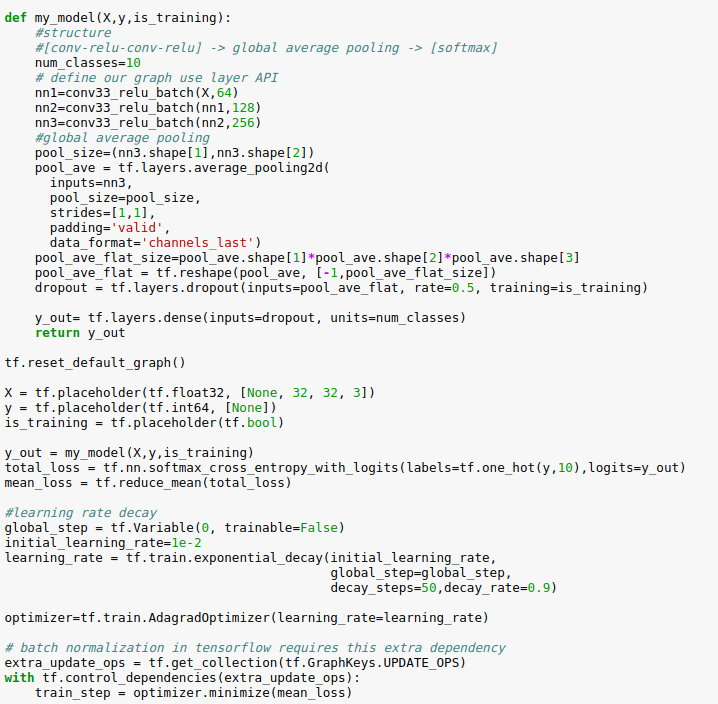 def my_model(X,y,is_training):
    #structure
    #[conv-relu-conv-relu] -> global average pooling -> [softmax]
    num_classes=10
    # define our graph use layer API
    nn1=conv33_relu_batch(X,64)
    nn2=conv33_relu_batch(nn1,128)
    nn3=conv33_relu_batch(nn2,256)
    #global average pooling
    pool_size=(nn3.shape[1],nn3.shape[2])
    pool_ave = tf.layers.average_pooling2d(
      inputs=nn3,
      pool_size=pool_size,
      strides=[1,1],
      padding='valid',
      data_format='channels_last')
    pool_ave_flat_size=pool_ave.shape[1]*pool_ave.shape[2]*pool_ave.shape[3]
    pool_ave_flat = tf.reshape(pool_ave, [-1,pool_ave_flat_size])
    dropout = tf.layers.dropout(inputs=pool_ave_flat, rate=0.5, training=is_training)

    y_out= tf.layers.dense(inputs=dropout, units=num_classes)
    return y_out

tf.reset_default_graph()

X = tf.placeholder(tf.float32, [None, 32, 32, 3])
y = tf.placeholder(tf.int64, [None])
is_training = tf.placeholder(tf.bool)

y_out = my_model(X,y,is_training)
total_loss = tf.nn.softmax_cross_entropy_with_logits(labels=tf.one_hot(y,10),logits=y_out)
mean_loss = tf.reduce_mean(total_loss)

#learning rate decay
global_step = tf.Variable(0, trainable=False)
initial_learning_rate=1e-2
learning_rate = tf.train.exponential_decay(initial_learning_rate,
                                           global_step=global_step,
                                           decay_steps=50,decay_rate=0.9)

optimizer=tf.train.AdagradOptimizer(learning_rate=learning_rate)

# batch normalization in tensorflow requires this extra dependency
extra_update_ops = tf.get_collection(tf.GraphKeys.UPDATE_OPS)
with tf.control_dependencies(extra_update_ops):
    train_step = optimizer.minimize(mean_loss)